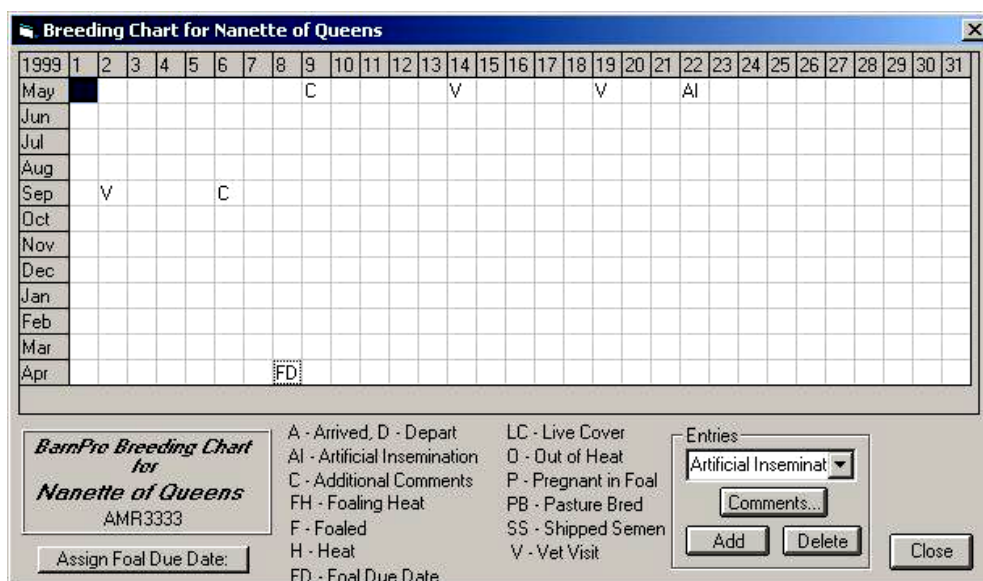 Breeding Chart for Nanette of Queens
1999 1 2 3 4 5 6 7 8 9 10 11 12 13 14 15 16 17 18 19 20 21 22 23 24 25 26 27 28 29 30 31
May C V V AI
Jun
Jul
Aug
Sep V C
Oct
Nov
Dec
Jan
Feb
Mar
Apr FD
BarnPro Breeding Chart
for
Nanette of Queens
AMR3333
Assign Foal Due Date:
A - Arrived, D - Depart
AI - Artificial Insemination
C - Additional Comments
FH - Foaling Heat
F - Foaled
H - Heat
FD - Foal Due Date
LC - Live Cover
O - Out of Heat
P - Pregnant in Foal
PB - Pasture Bred
SS - Shipped Semen
V - Vet Visit
Entries
Artificial Inseminat
Comments...
Add Delete
Close